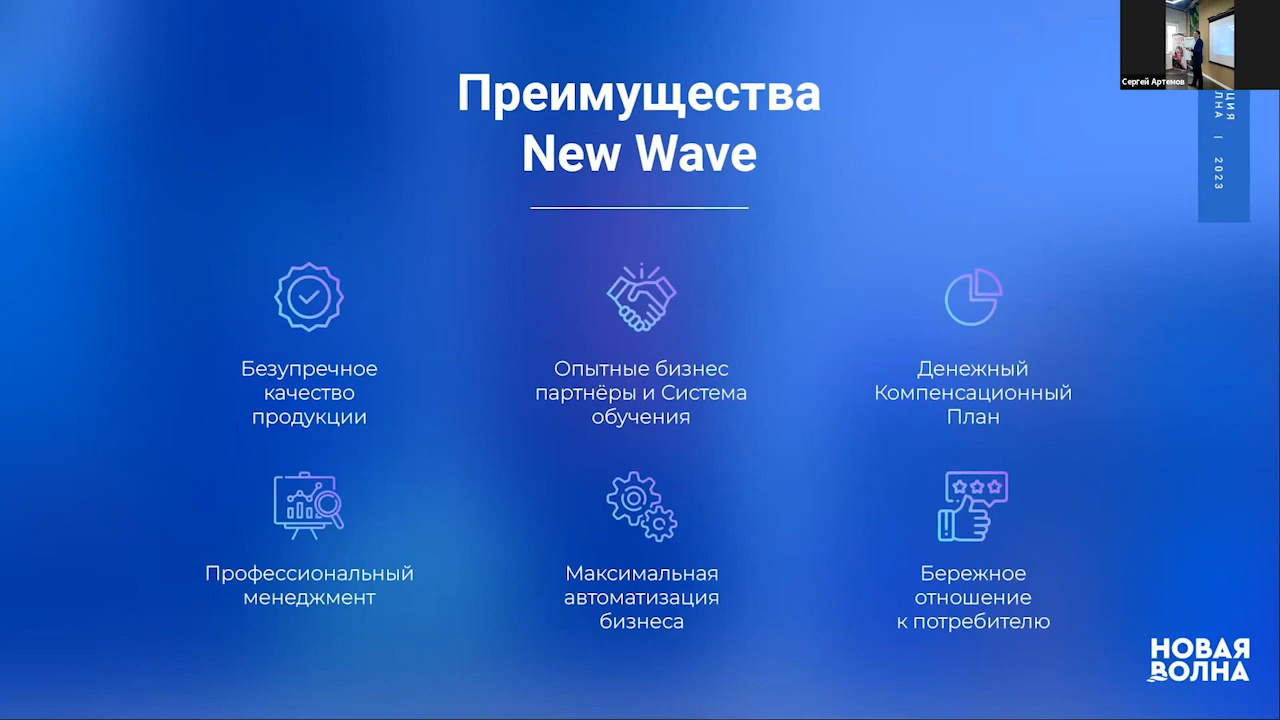 Преимущества
New Wave
Безупречное
качество
продукции
Опытные бизнес
партнёры и Система
обучения
Денежный
Компенсационный
План
Профессиональный
менеджмент
Максимальная
автоматизация
бизнеса
Бережное
отношение
к потребителю
Сергей Артемов
| 2023
НОВАЯ
ВОЛНА